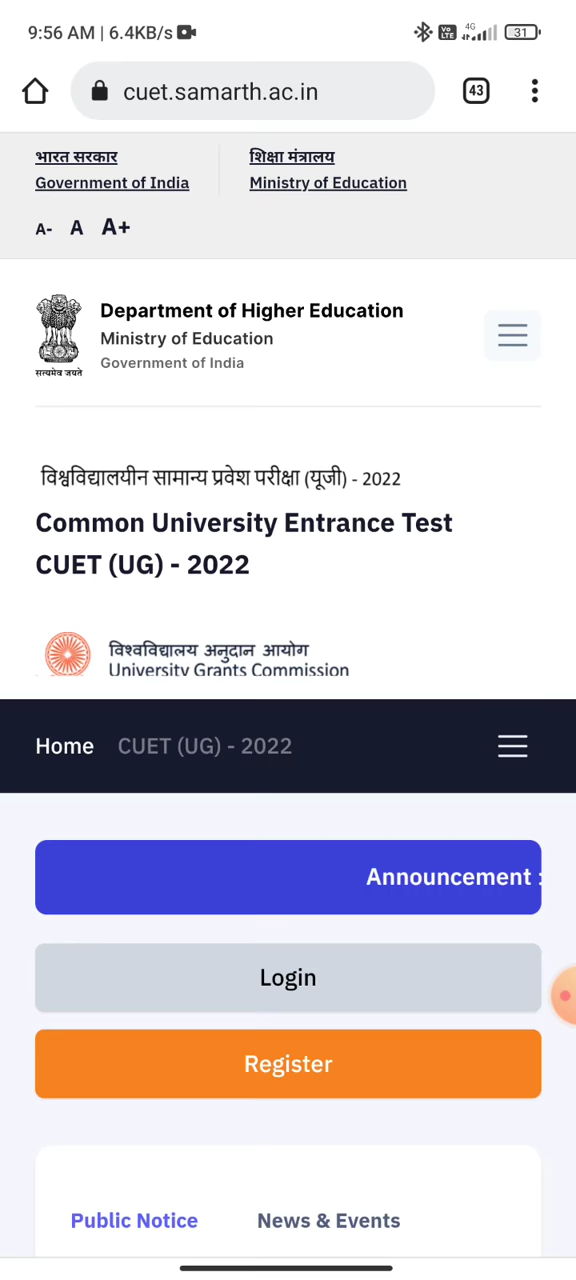 9:56 AM | 6.4KB/s
Vo LTE 4G 31
cuet.samarth.ac.in
43
भारत सरकार
Government of India
शिक्षा मंत्रालय
Ministry of Education
A- A A+
Department of Higher Education
Ministry of Education
Government of India
सत्यमेव जयते
विश्वविद्यालयीन सामान्य प्रवेश परीक्षा (यूजी) - 2022
Common University Entrance Test
CUET (UG) - 2022
विश्वविद्यालय अनुदान आयोग
University Grants Commission
Home CUET (UG) - 2022
Announcement :
Login
Register
Public Notice News & Events